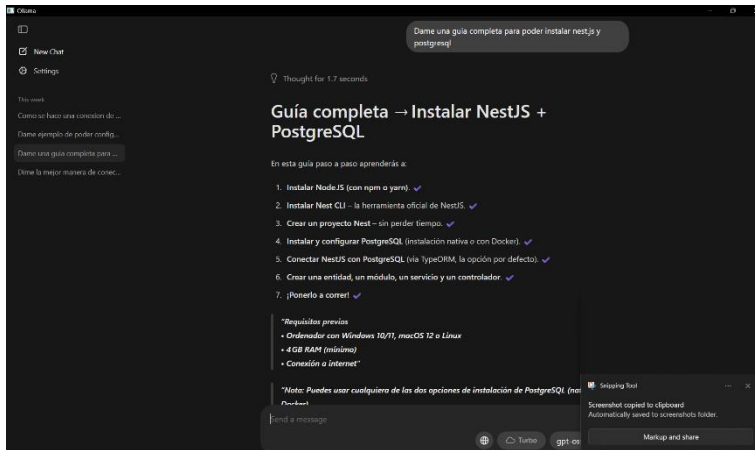 Ollama
New Chat
Settings
This week
Como se hace una conexion de ...
Dame ejemplo de poder config...
Dame una guia completa para ...
Dime la mejor manera de conec...
Dame una guia completa para poder instalar nest.js y
postgresql
Thought for 1.7 seconds
Guía completa → Instalar NestJS +
PostgreSQL
En esta guía paso a paso aprenderás a:
1. Instalar Node.JS (con npm o yarn).
2. Instalar Nest CLI – la herramienta oficial de NestJS.
3. Crear un proyecto Nest – sin perder tiempo.
4. Instalar y configurar PostgreSQL (instalación nativa o con Docker).
5. Conectar NestJS con PostgreSQL (via TypeORM, la opción por defecto).
6. Crear una entidad, un módulo, un servicio y un controlador.
7. ¡Ponerlo a correr!
"Requisitos previos
• Ordenador con Windows 10/11, macOS 12 o Linux
• 4 GB RAM (mínimo)
• Conexión a internet"
"Nota: Puedes usar cualquiera de las dos opciones de instalación de PostgreSQL (na
Docker)
Send a message
Turbo
gpt-os
Snipping Tool
Screenshot copied to clipboard
Automatically saved to screenshots folder.
Markup and share